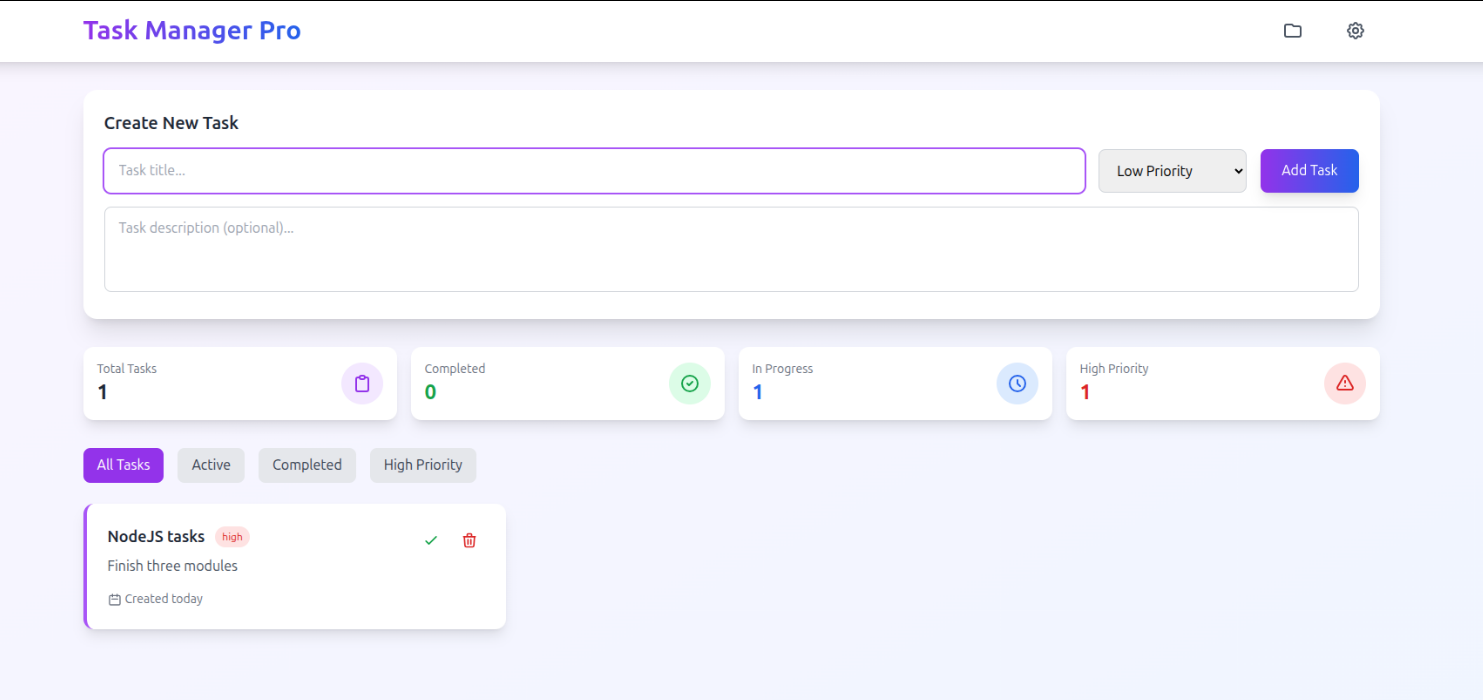 Task Manager Pro
Create New Task
Task title...
Low Priority
Add Task
Task description (optional)...
Total Tasks
1
Completed
0
In Progress
1
High Priority
1
All Tasks
Active
Completed
High Priority
NodeJS tasks
high
Finish three modules
Created today